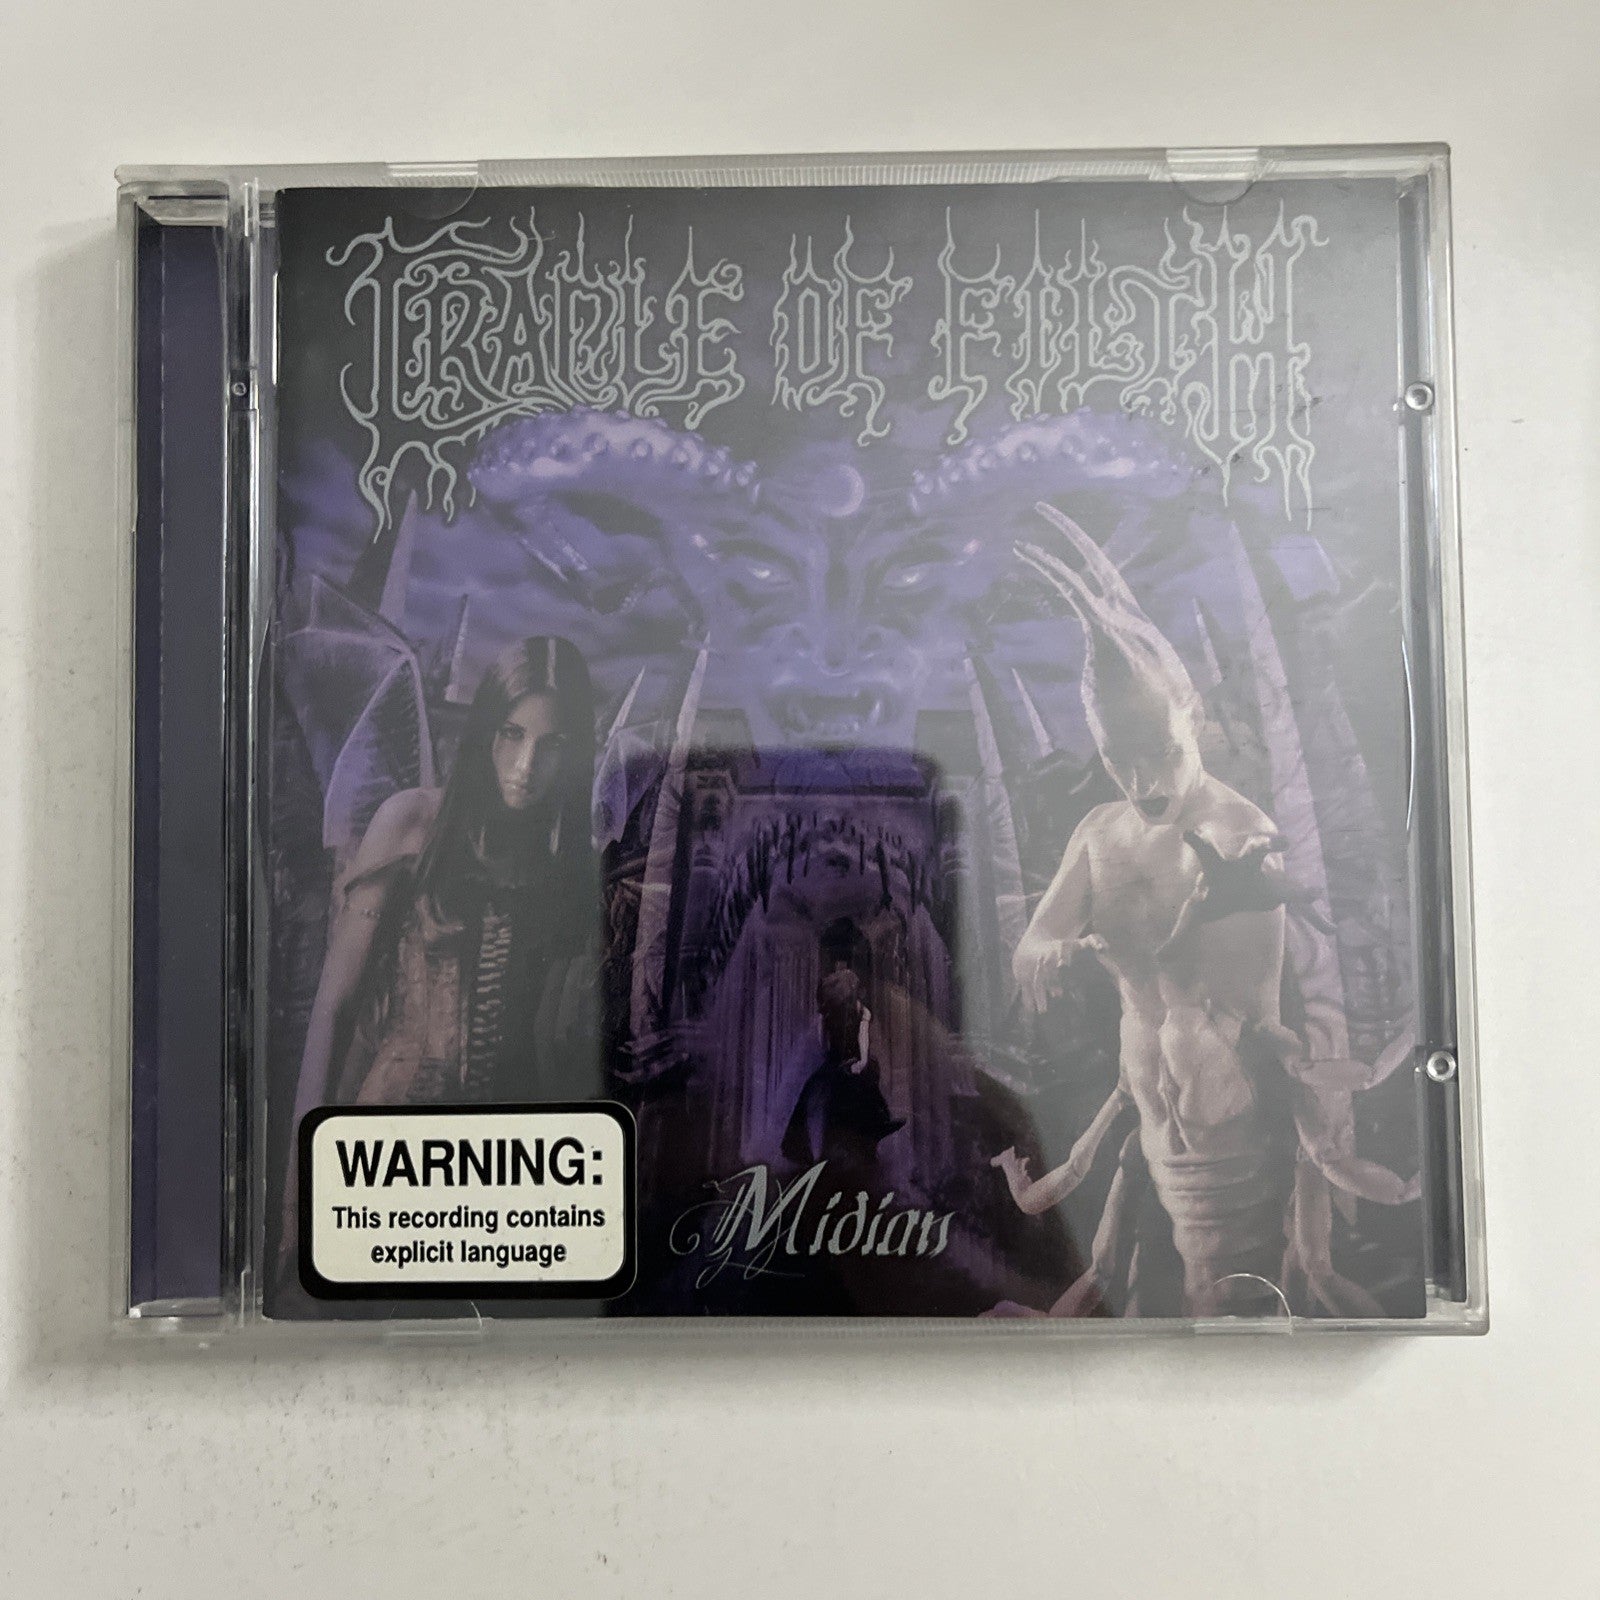 CRADLE OF FILTH
WARNING:
This recording contains
explicit language
Midian